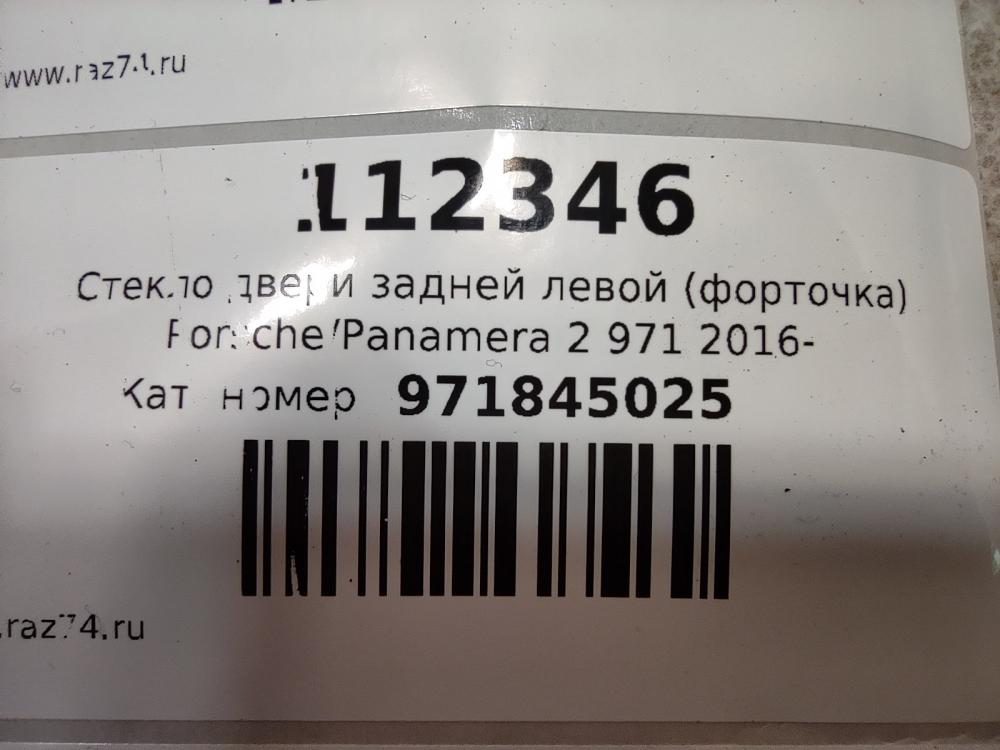 www.raz74.ru
112346
Стекло двери задней левой (форточка)
Porsche Panamera 2 971 2016-
Кат номер 971845025
.raz74.ru